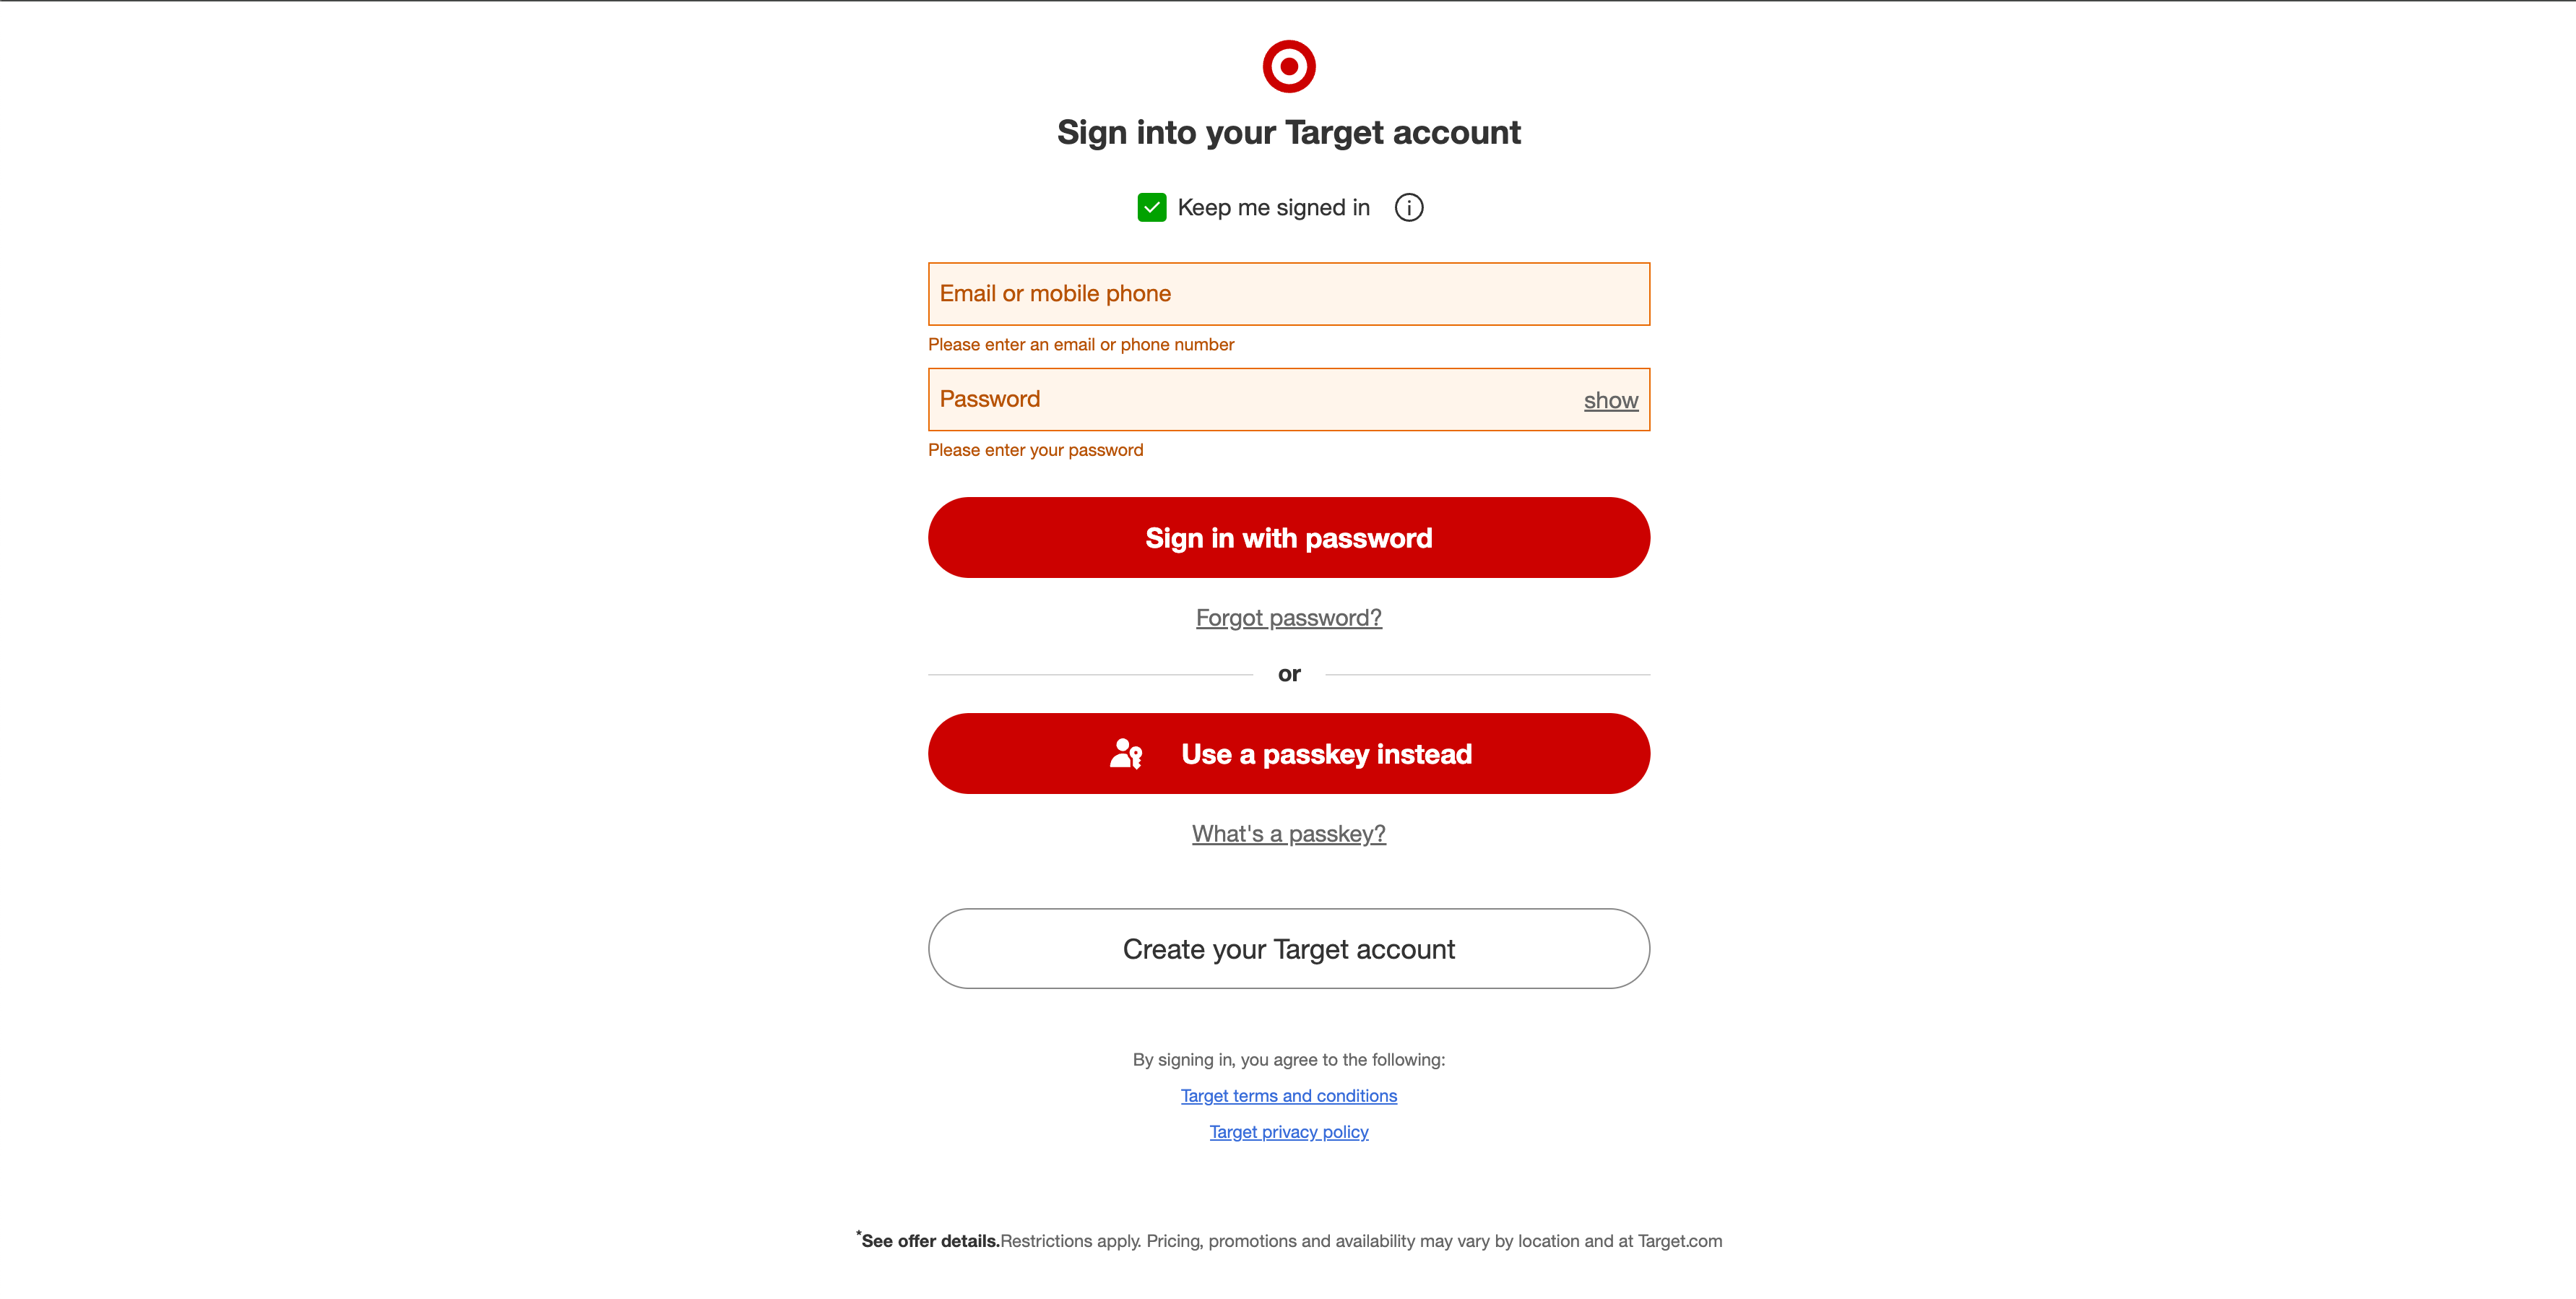 Sign into your Target account
Keep me signed in
Email or mobile phone
Please enter an email or phone number
Password show
Please enter your password
Sign in with password
Forgot password?
or
Use a passkey instead
What's a passkey?
Create your Target account
By signing in, you agree to the following:
Target terms and conditions
Target privacy policy
*See offer details.Restrictions apply. Pricing, promotions and availability may vary by location and at Target.com